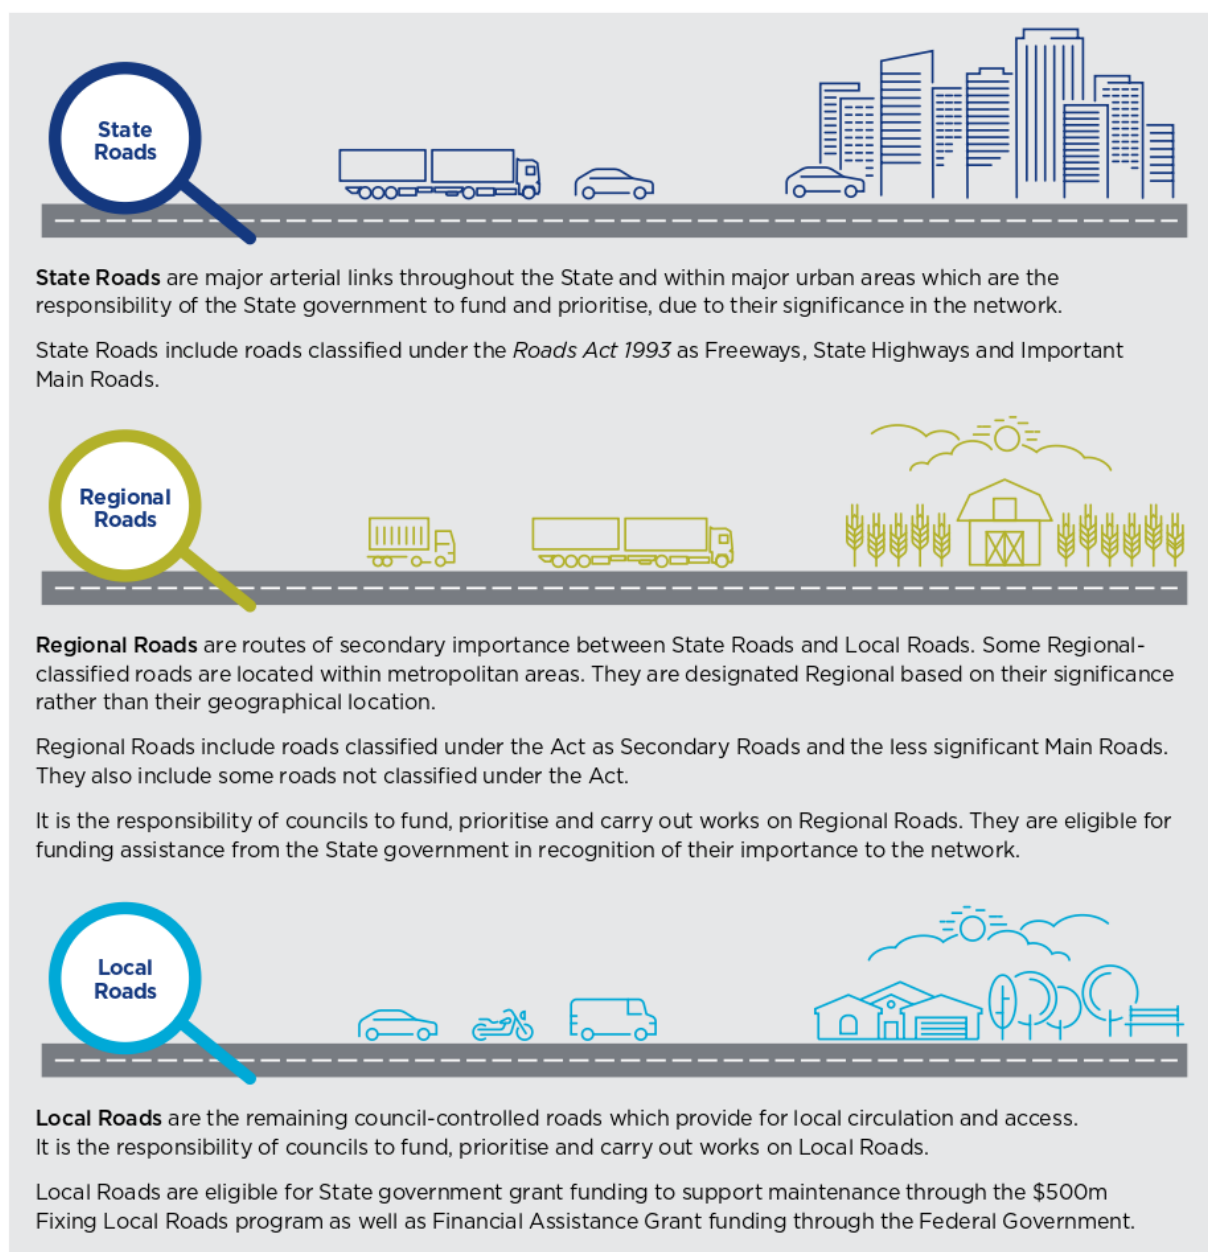 State
Roads
State Roads are major arterial links throughout the State and within major urban areas which are the
responsibility of the State government to fund and prioritise, due to their significance in the network.
State Roads include roads classified under the Roads Act 1993 as Freeways, State Highways and Important
Main Roads.
Regional
Roads
Regional Roads are routes of secondary importance between State Roads and Local Roads. Some Regional-
classified roads are located within metropolitan areas. They are designated Regional based on their significance
rather than their geographical location.
Regional Roads include roads classified under the Act as Secondary Roads and the less significant Main Roads.
They also include some roads not classified under the Act.
It is the responsibility of councils to fund, prioritise and carry out works on Regional Roads. They are eligible for
funding assistance from the State government in recognition of their importance to the network.
Local
Roads
Local Roads are the remaining council-controlled roads which provide for local circulation and access.
It is the responsibility of councils to fund, prioritise and carry out works on Local Roads.
Local Roads are eligible for State government grant funding to support maintenance through the $500m
Fixing Local Roads program as well as Financial Assistance Grant funding through the Federal Government.